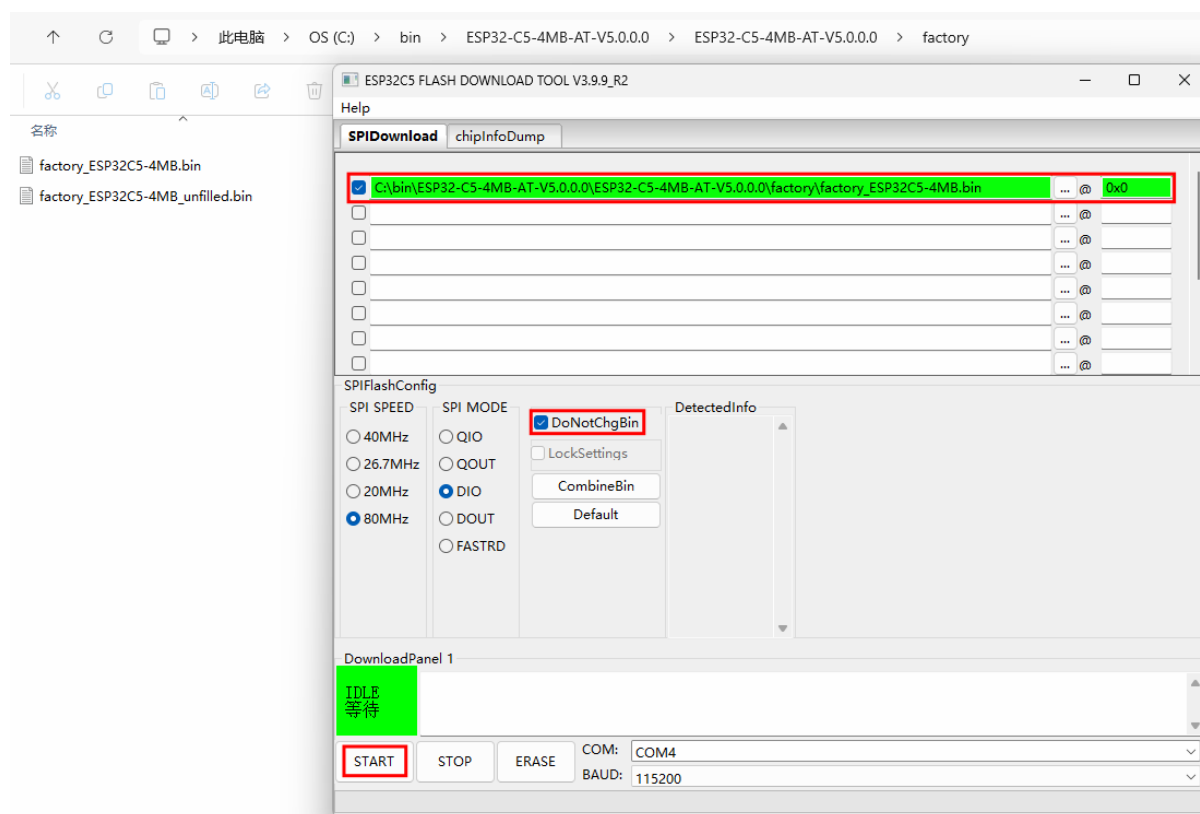 此电脑 > OS (C:) > bin > ESP32-C5-4MB-AT-V5.0.0.0 > ESP32-C5-4MB-AT-V5.0.0.0 > factory
名称
factory_ESP32C5-4MB.bin
factory_ESP32C5-4MB_unfilled.bin
ESP32C5 FLASH DOWNLOAD TOOL V3.9.9_R2
Help
SPIDownload chipInfoDump
C:\bin\ESP32-C5-4MB-AT-V5.0.0.0\ESP32-C5-4MB-AT-V5.0.0.0\factory\factory_ESP32C5-4MB.bin ... @ 0x0
... @
... @
... @
... @
... @
... @
... @
SPIFlashConfig
SPI SPEED
40MHz
26.7MHz
20MHz
80MHz
SPI MODE
QIO
QOUT
DIO
DOUT
FASTRD
DoNotChgBin
LockSettings
CombineBin
Default
DetectedInfo
DownloadPanel 1
IDLE
等待
START STOP ERASE
COM: COM4
BAUD: 115200